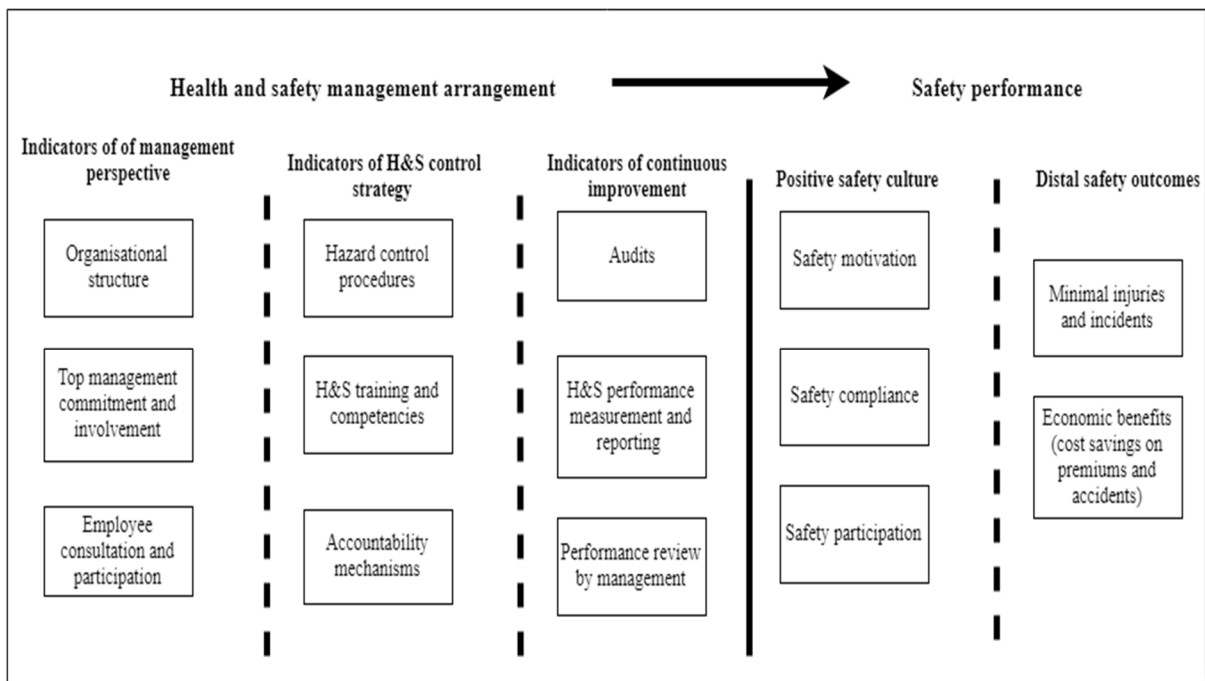 Health and safety management arrangement
Safety performance
Indicators of of management
perspective
Organisational
structure
Top management
commitment and
involvement
Employee
consultation and
participation
Indicators of H&S control
strategy
Hazard control
procedures
H&S training and
competencies
Accountability
mechanisms
Indicators of continuous
improvement
Audits
H&S performance
measurement and
reporting
Performance review
by management
Positive safety culture
Safety motivation
Safety compliance
Safety participation
Distal safety outcomes
Minimal injuries
and incidents
Economic benefits
(cost savings on
premiums and
accidents)